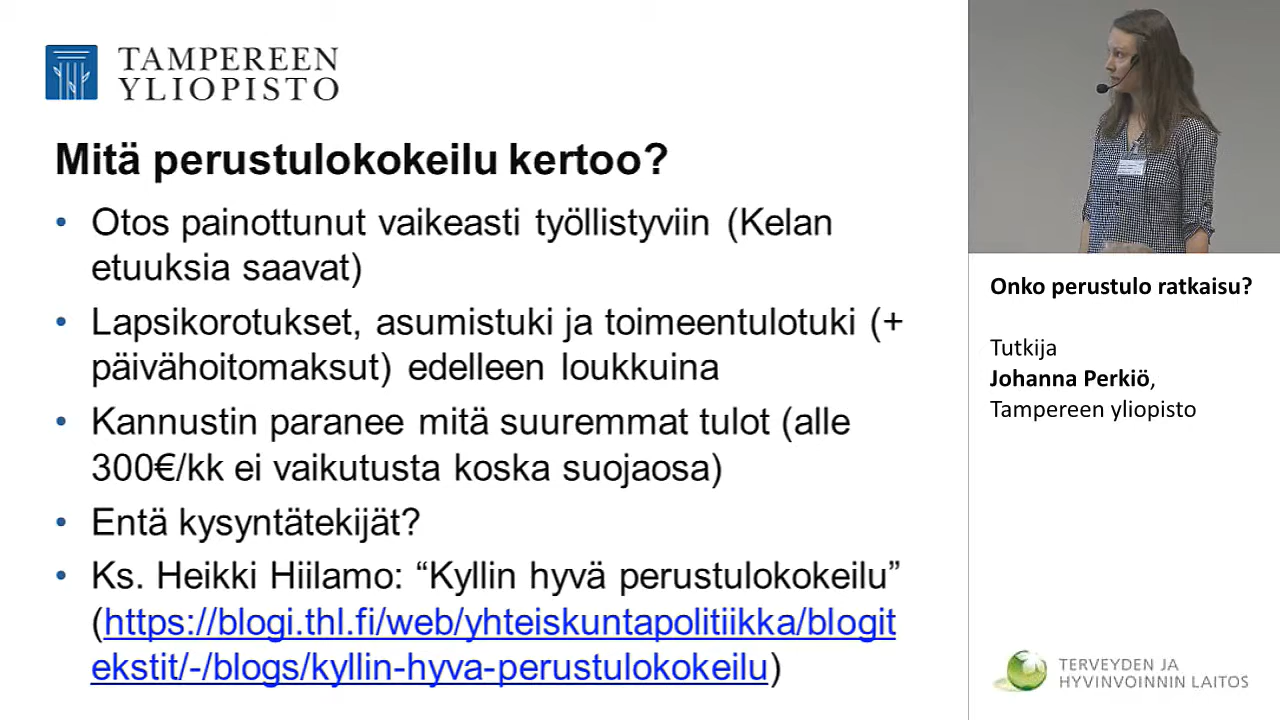 TAMPEREEN
YLIOPISTO
Mitä perustulokokeilu kertoo?
• Otos painottunut vaikeasti työllistyviin (Kelan
etuuksia saavat)
• Lapsikorotukset, asumistuki ja toimeentulotuki (+
päivähoitomaksut) edelleen loukkuina
• Kannustin paranee mitä suuremmat tulot (alle
300€/kk ei vaikutusta koska suojaosa)
• Entä kysyntätekijät?
• Ks. Heikki Hiilamo: “Kyllin hyvä perustulokokeilu”
(https://blogi.thl.fi/web/yhteiskuntapolitiikka/blogit
ekstit/-/blogs/kyllin-hyva-perustulokokeilu)
Onko perustulo ratkaisu?
Tutkija
Johanna Perkiö,
Tampereen yliopisto
TERVEYDEN JA
HYVINVOINNIN LAITOS